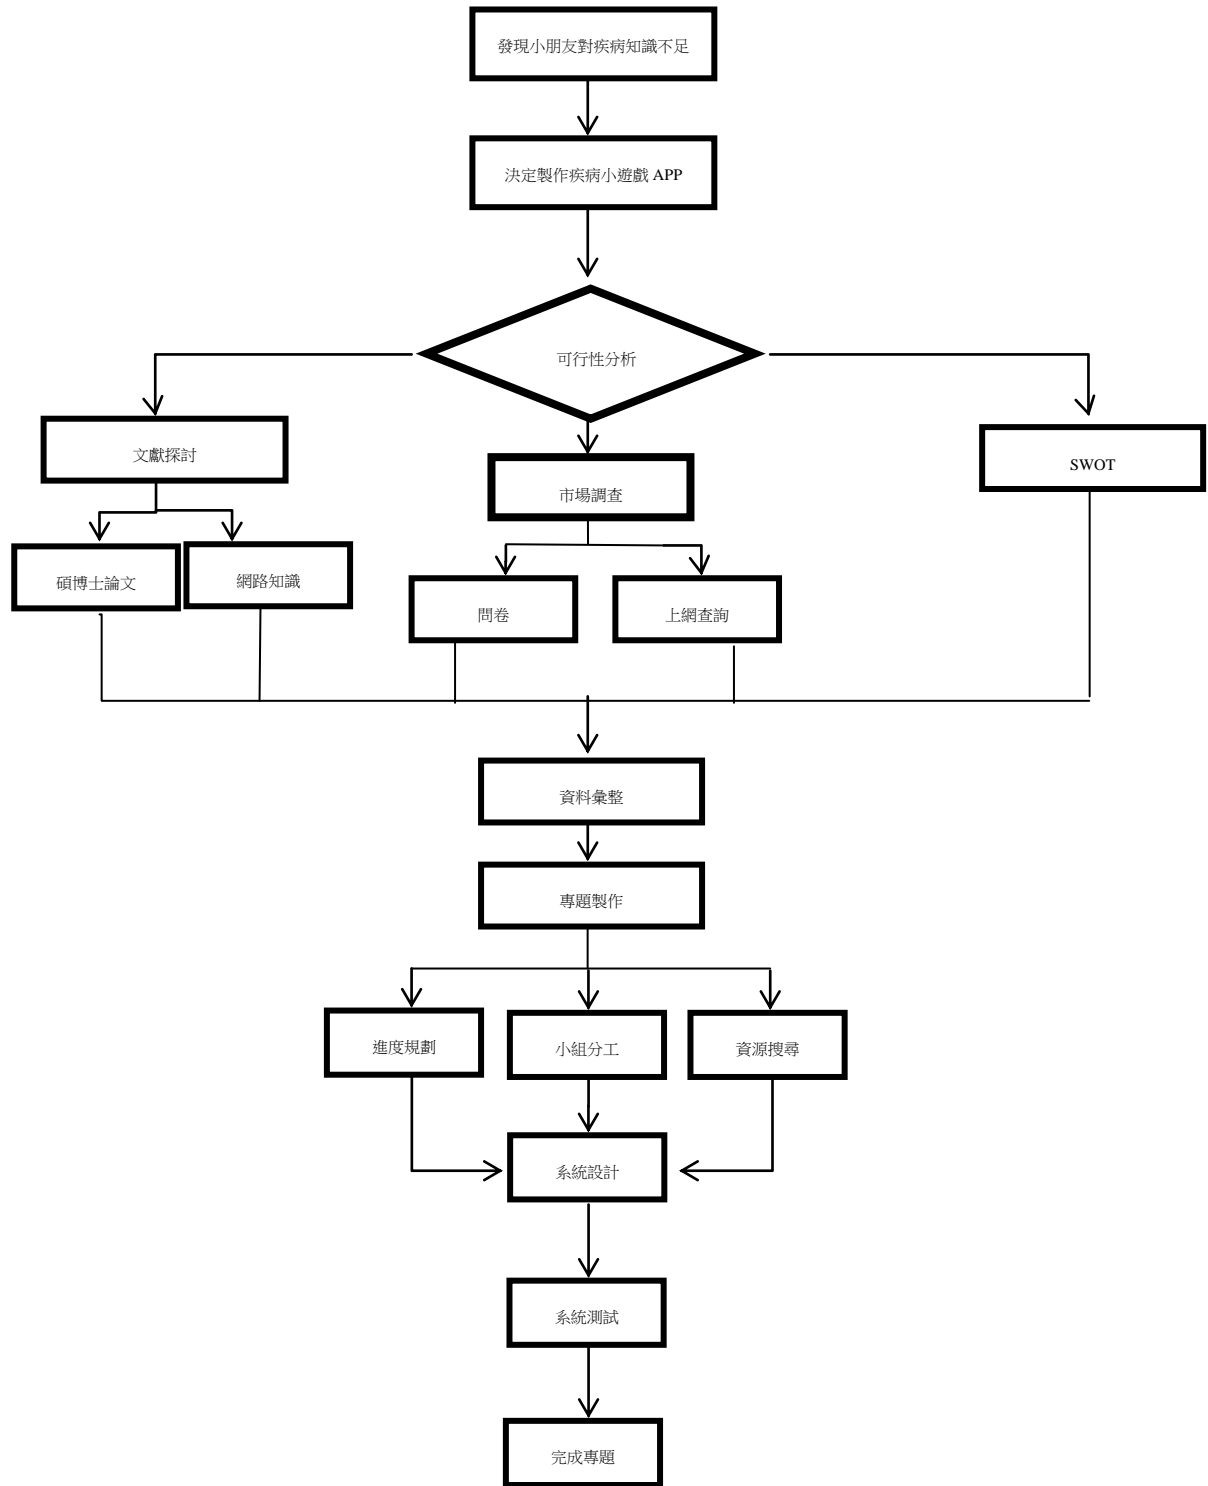 發現小朋友對疾病知識不足
決定製作疾病小遊戲 APP
可行性分析
文獻探討
市場調查
SWOT
碩博士論文
網路知識
問卷
上網查詢
資料彙整
專題製作
進度規劃
小組分工
資源搜尋
系統設計
系統測試
完成專題